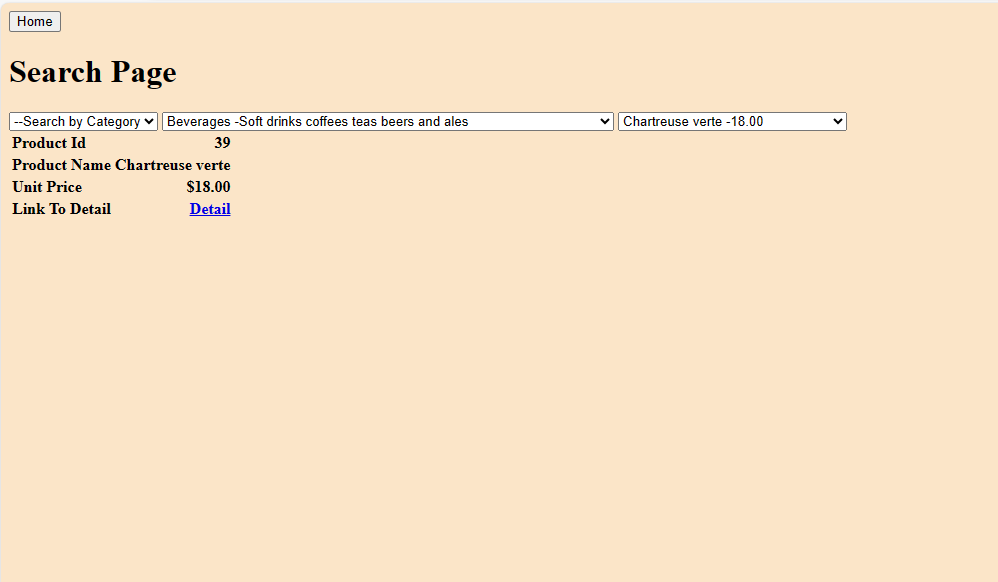 Home
Search Page
--Search by Category Beverages -Soft drinks coffees teas beers and ales Chartreuse verte -18.00
Product Id 39
Product Name Chartreuse verte
Unit Price $18.00
Link To Detail Detail